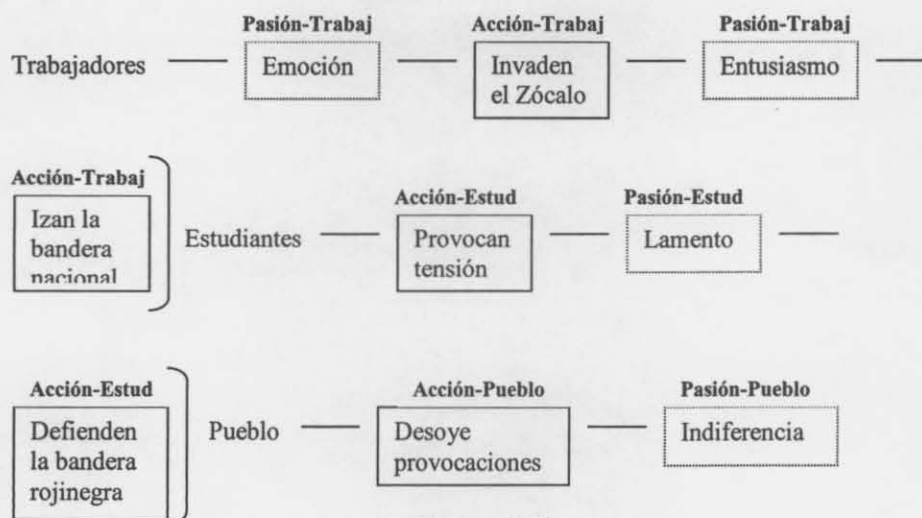 Pasión-Trabaj Acción-Trabaj Pasión-Trabaj
Trabajadores Emoción Invaden Entusiasmo
el Zócalo
Acción-Trabaj
Izan la Acción-Estud Pasión-Estud
bandera Estudiantes Provocan Lamento
nacional tensión
Acción-Estud Acción-Pueblo Pasión-Pueblo
Defienden Pueblo Desoye Indiferencia
la bandera provocaciones
rojinegra